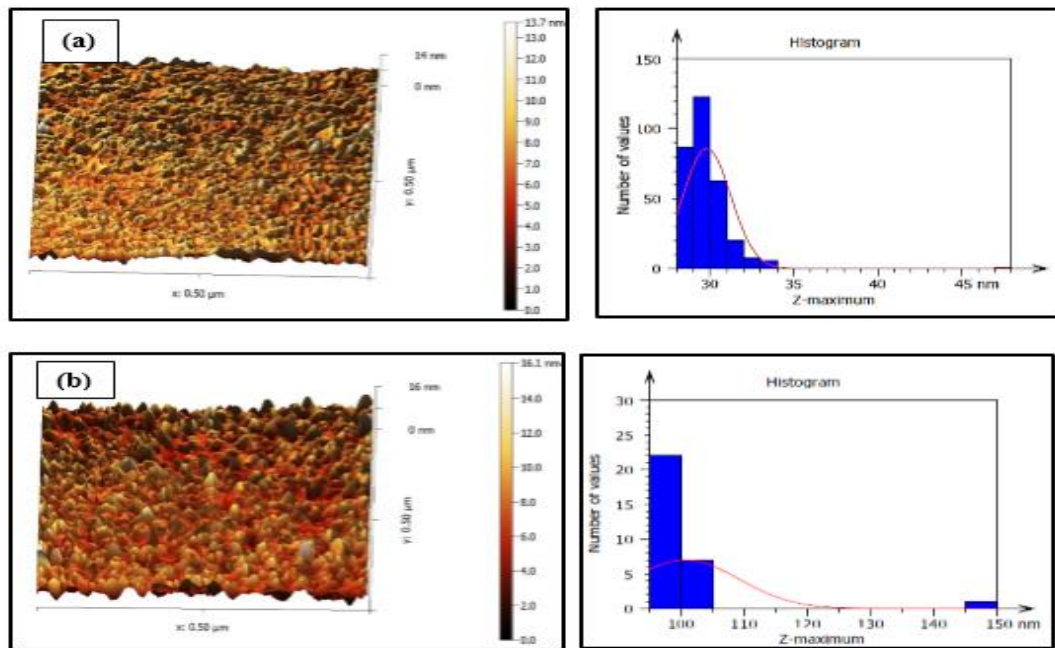 (a)
14 nm
0 nm
y: 0.50 µm
x: 0.50 µm
13.7 nm
12.0
11.0
10.0
9.0
8.0
7.0
6.0
5.0
4.0
3.0
2.0
1.0
0.0
Histogram
Number of values
150
100
50
0
30
35
40
45 nm
Z-maximum
(b)
16 nm
0 nm
y: 0.50 µm
x: 0.50 µm
16.1 nm
14.0
12.0
10.0
8.0
6.0
4.0
2.0
0.0
Histogram
Number of values
30
25
20
15
10
5
0
100
110
120
130
140
150 nm
Z-maximum